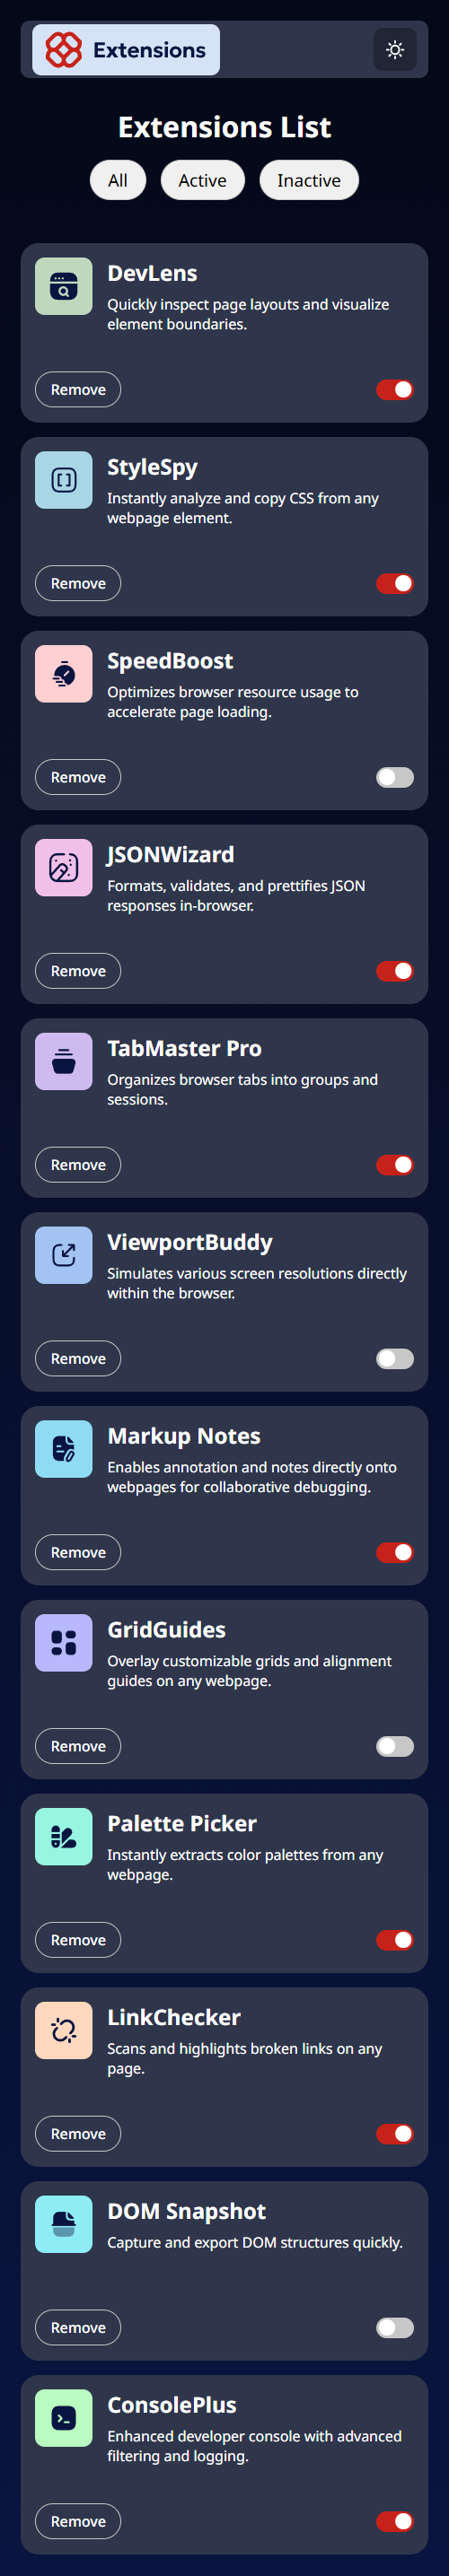 Extensions
Extensions List
All
Active
Inactive
DevLens
Quickly inspect page layouts and visualize
element boundaries.
Remove
StyleSpy
Instantly analyze and copy CSS from any
webpage element.
Remove
SpeedBoost
Optimizes browser resource usage to
accelerate page loading.
Remove
JSONWizard
Formats, validates, and prettifies JSON
responses in-browser.
Remove
TabMaster Pro
Organizes browser tabs into groups and
sessions.
Remove
ViewportBuddy
Simulates various screen resolutions directly
within the browser.
Remove
Markup Notes
Enables annotation and notes directly onto
webpages for collaborative debugging.
Remove
GridGuides
Overlay customizable grids and alignment
guides on any webpage.
Remove
Palette Picker
Instantly extracts color palettes from any
webpage.
Remove
LinkChecker
Scans and highlights broken links on any
page.
Remove
DOM Snapshot
Capture and export DOM structures quickly.
Remove
ConsolePlus
Enhanced developer console with advanced
filtering and logging.
Remove